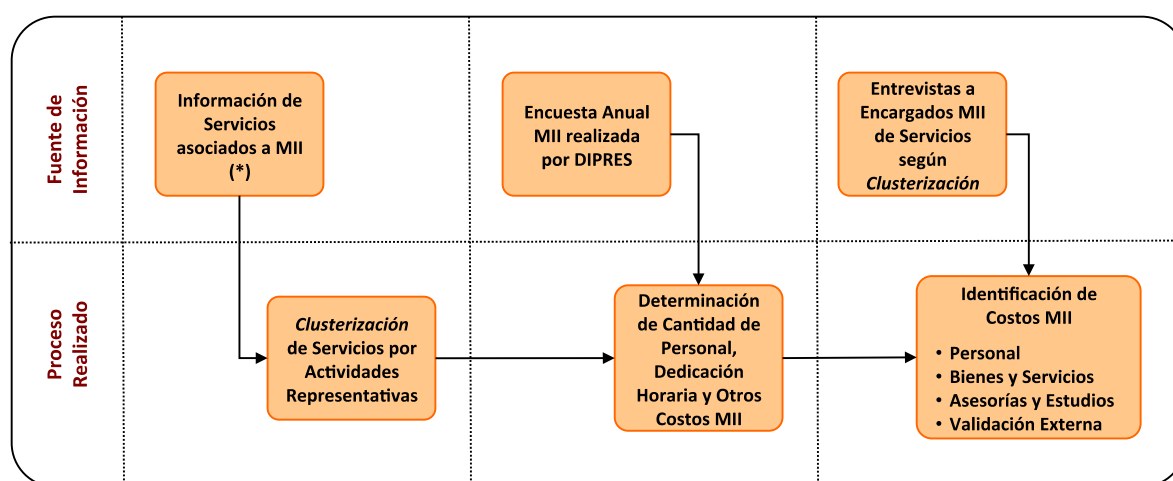 Fuente de
Información
Información de
Servicios
asociados a MII
(*)
Encuesta Anual
MII realizada
por DIPRES
Entrevistas a
Encargados MII
de Servicios
según
Clusterización
Proceso
Realizado
Clusterización
de Servicios por
Actividades
Representativas
Determinación
de Cantidad de
Personal,
Dedicación
Horaria y Otros
Costos MII
Identificación de
Costos MII
• Personal
• Bienes y Servicios
• Asesorías y Estudios
• Validación Externa